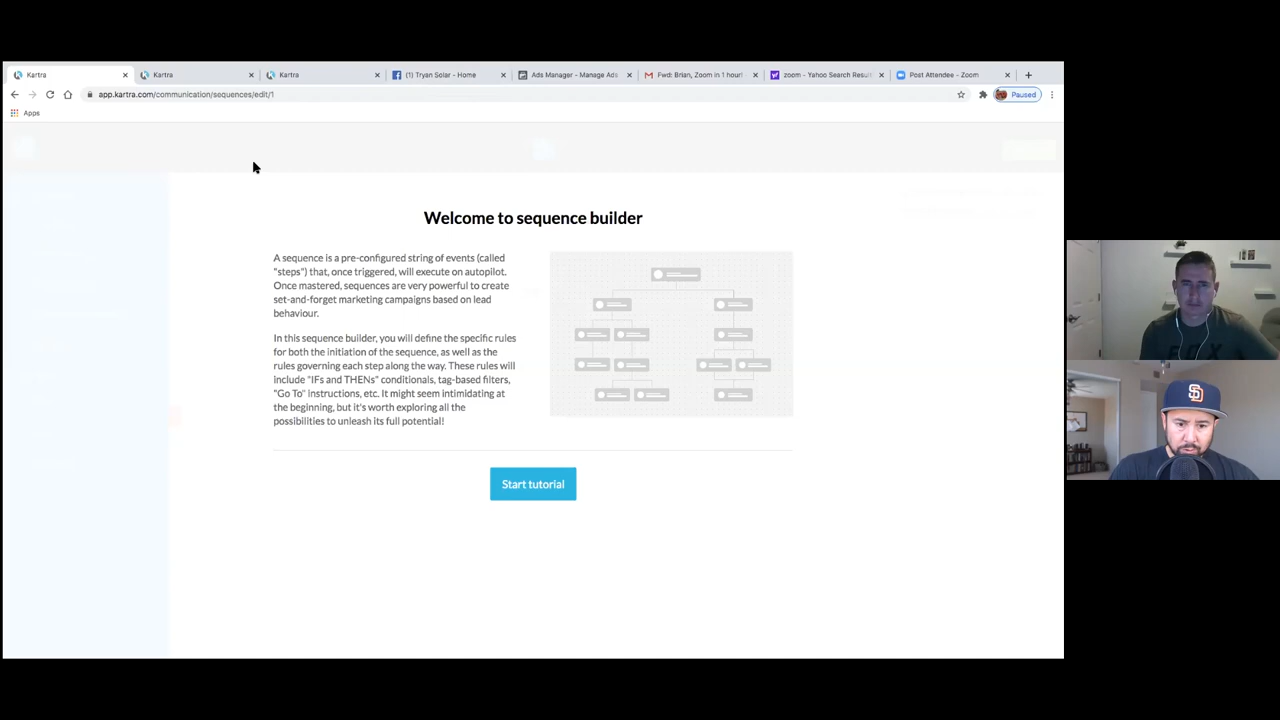 Kartra
Kartra
Kartra
(1) Tryan Solar - Home
Ads Manager - Manage Ads
Fwd: Brian, Zoom in 1 hour!
zoom - Yahoo Search Result
Post Attendee - Zoom
app.kartra.com/communication/sequences/edit/1
Paused
Apps
Welcome to sequence builder
A sequence is a pre-configured string of events (called
"steps") that, once triggered, will execute on autopilot.
Once mastered, sequences are very powerful to create
set-and-forget marketing campaigns based on lead
behaviour.
In this sequence builder, you will define the specific rules
for both the initiation of the sequence, as well as the
rules governing each step along the way. These rules will
include "IFs and THENs" conditionals, tag-based filters,
"Go To" instructions, etc. It might seem intimidating at
the beginning, but it's worth exploring all the
possibilities to unleash its full potential!
Start tutorial
SD